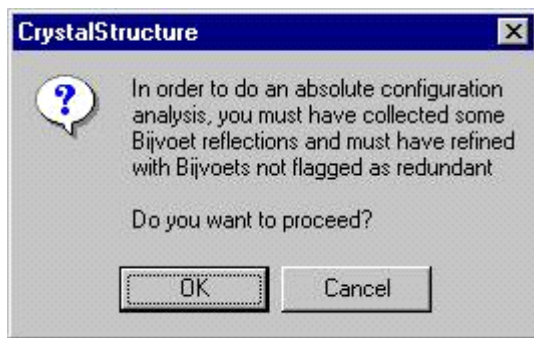 CrystalStructure
In order to do an absolute configuration
analysis, you must have collected some
Bijvoet reflections and must have refined
with Bijvoets not flagged as redundant
Do you want to proceed?
OK
Cancel